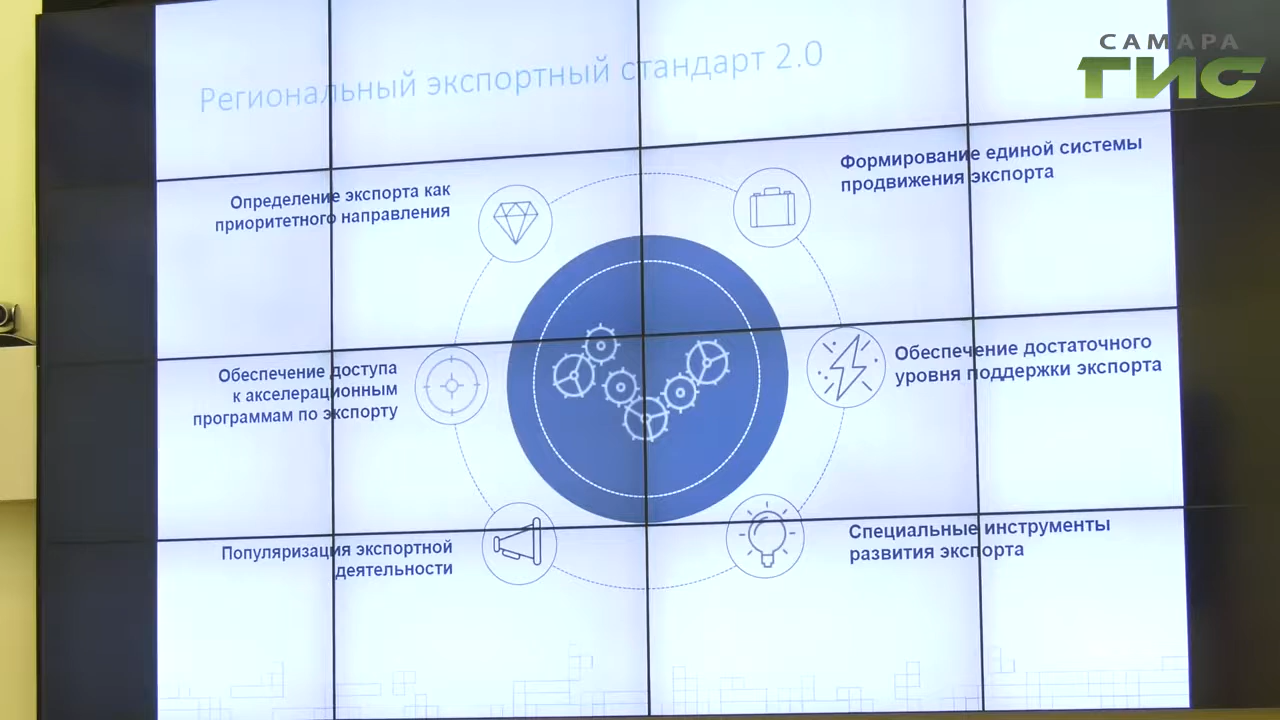 САМАРА
ГИС
Региональный экспортный стандарт 2.0
Определение экспорта как
приоритетного направления
Формирование единой системы
продвижения экспорта
Обеспечение доступа
к акселерационным
программам по экспорту
Обеспечение достаточного
уровня поддержки экспорта
Популяризация экспортной
деятельности
Специальные инструменты
развития экспорта